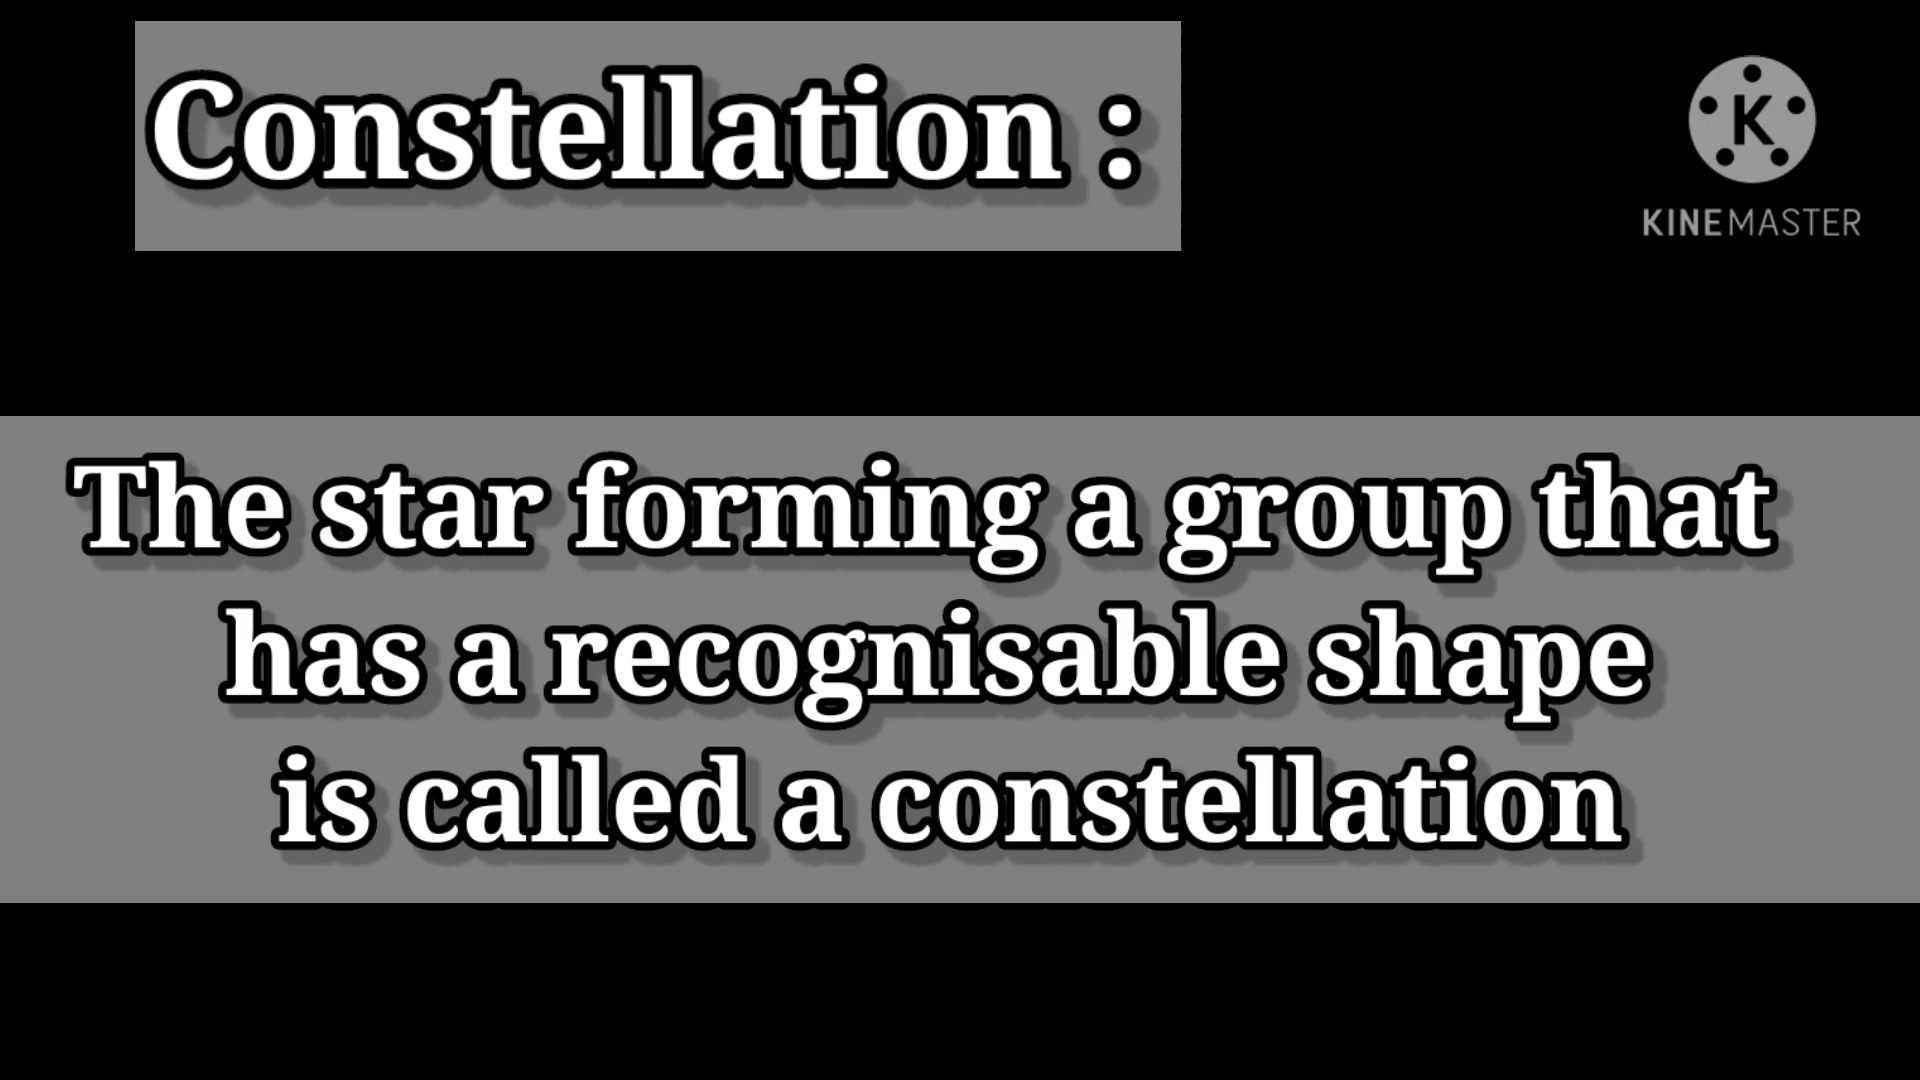 Constellation :
K
KINEMASTER
The star forming a group that
has a recognisable shape
is called a constellation